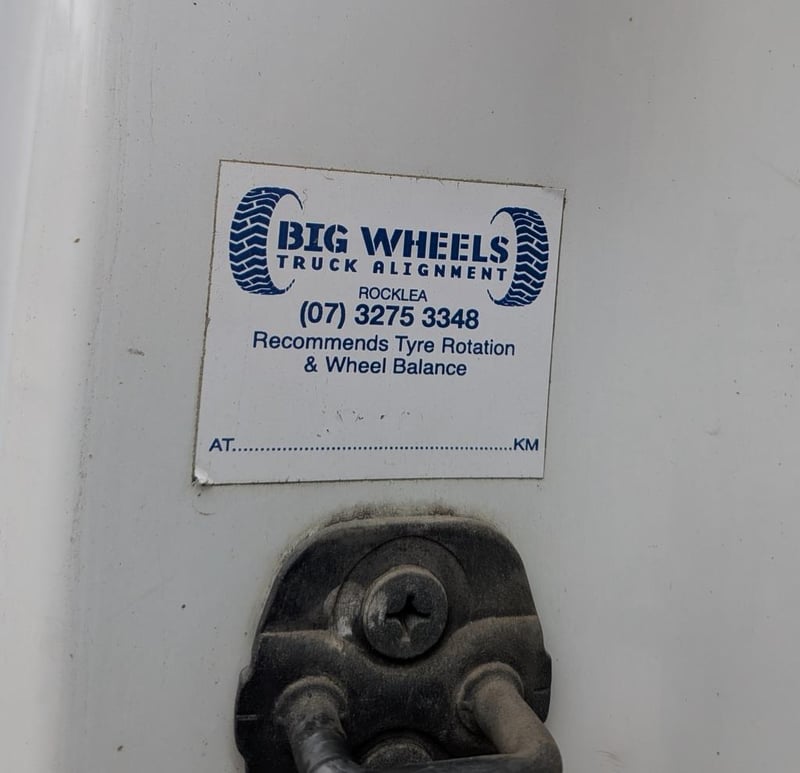 BIG WHEELS
TRUCK ALIGNMENT
ROCKLEA
(07) 3275 3348
Recommends Tyre Rotation
& Wheel Balance
AT..................................................KM